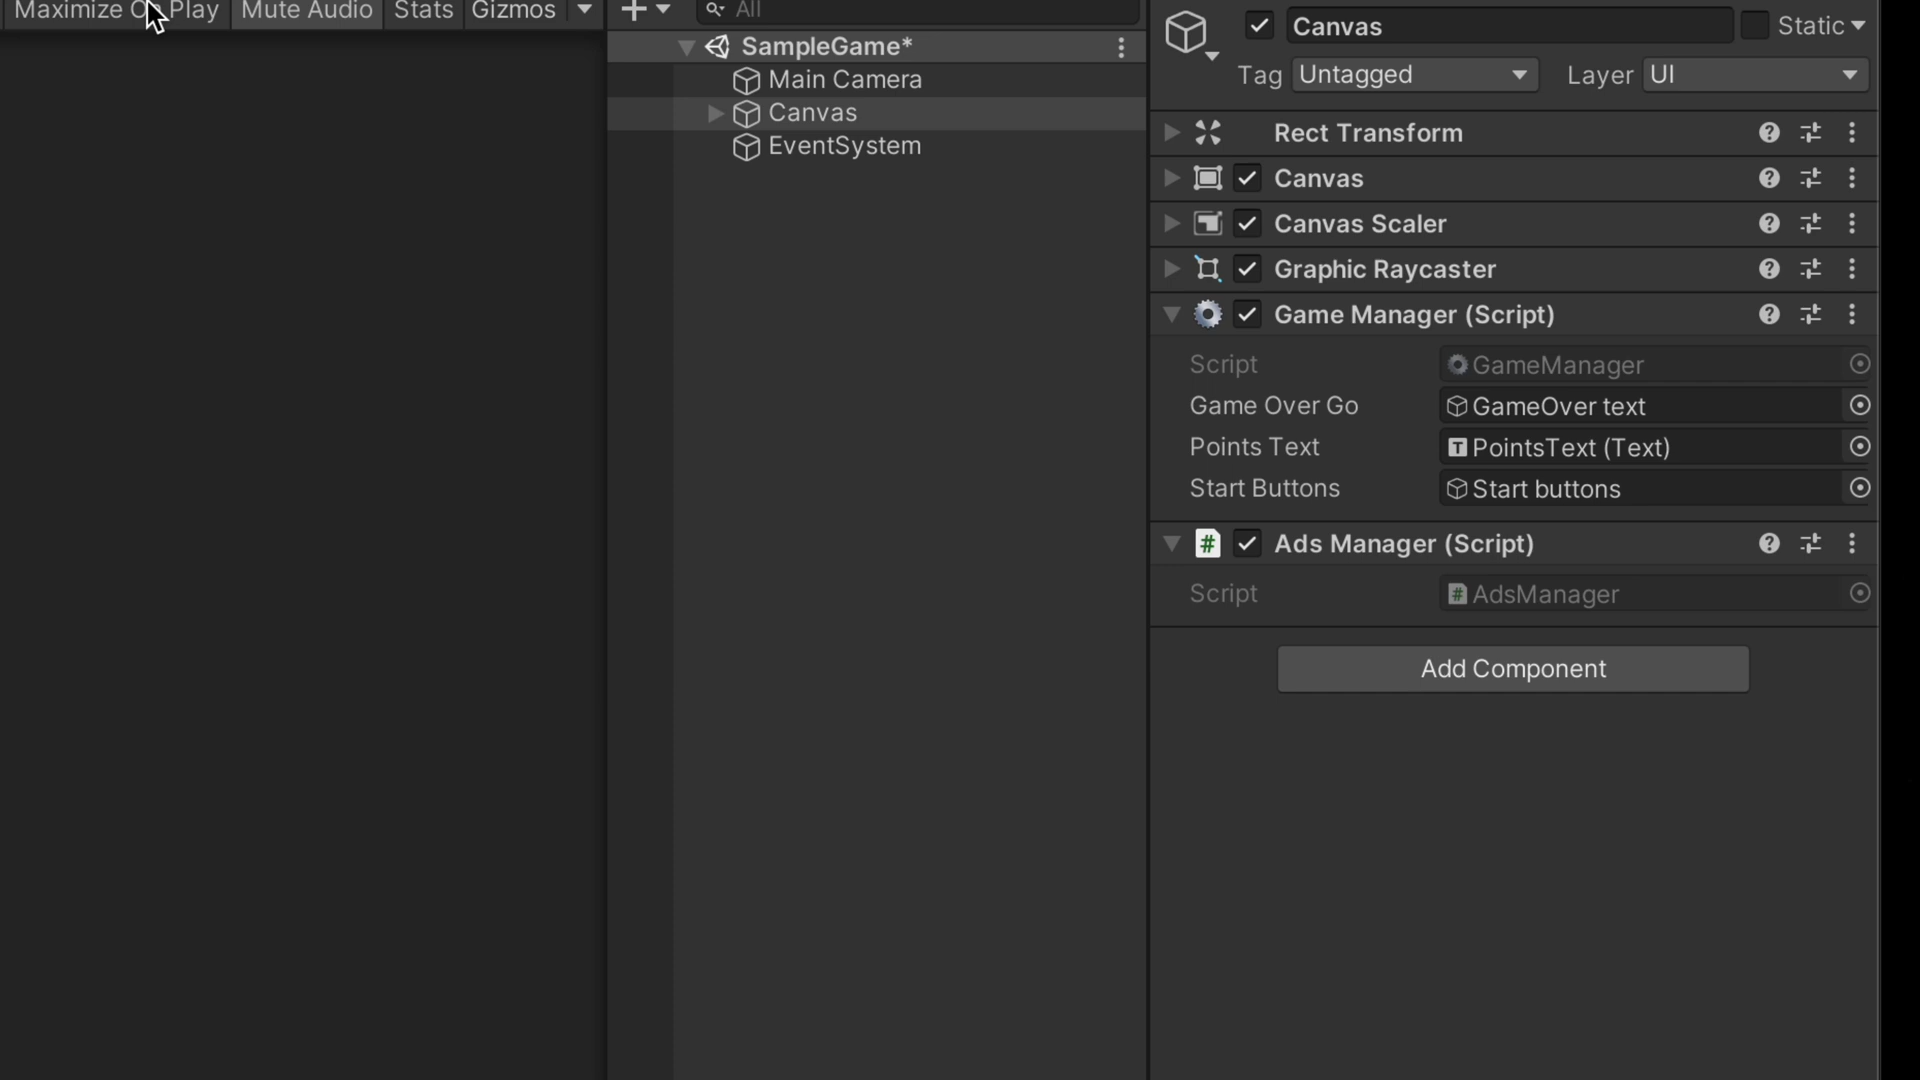 Maximize On Play Mute Audio Stats Gizmos
All
SampleGame*
Main Camera
Canvas
EventSystem
Canvas Static
Tag Untagged Layer UI
Rect Transform
Canvas
Canvas Scaler
Graphic Raycaster
Game Manager (Script)
Script GameManager
Game Over Go GameOver text
Points Text PointsText (Text)
Start Buttons Start buttons
# Ads Manager (Script)
Script # AdsManager
Add Component